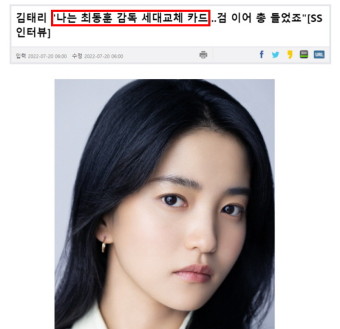 김태리 '나는 최동훈 감독 세대교체 카드..검 이어 총 들었죠"[SS
인터뷰]
입력 2022-07-20 06:00 수정 2022-07-20 06:00